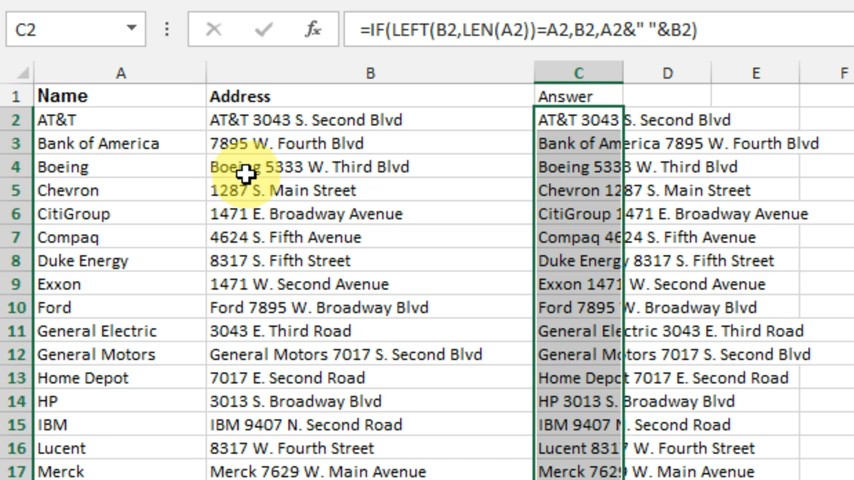 C2 fx =IF(LEFT(B2,LEN(A2))=A2,B2,A2&" "&B2)
A B C D E F
1 Name Address Answer
2 AT&T AT&T 3043 S. Second Blvd AT&T 3043 S. Second Blvd
3 Bank of America 7895 W. Fourth Blvd Bank of America 7895 W. Fourth Blvd
4 Boeing Boeing 5333 W. Third Blvd Boeing 5333 W. Third Blvd
5 Chevron 1287 S. Main Street Chevron 1287 S. Main Street
6 CitiGroup 1471 E. Broadway Avenue CitiGroup 1471 E. Broadway Avenue
7 Compaq 4624 S. Fifth Avenue Compaq 4624 S. Fifth Avenue
8 Duke Energy 8317 S. Fifth Street Duke Energy 8317 S. Fifth Street
9 Exxon 1471 W. Second Avenue Exxon 1471 W. Second Avenue
10 Ford Ford 7895 W. Broadway Blvd Ford 7895 W. Broadway Blvd
11 General Electric 3043 E. Third Road General Electric 3043 E. Third Road
12 General Motors General Motors 7017 S. Second Blvd General Motors 7017 S. Second Blvd
13 Home Depot 7017 E. Second Road Home Depot 7017 E. Second Road
14 HP 3013 S. Broadway Blvd HP 3013 S. Broadway Blvd
15 IBM IBM 9407 N. Second Road IBM 9407 N. Second Road
16 Lucent 8317 W. Fourth Street Lucent 8317 W. Fourth Street
17 Merck Merck 7629 W. Main Avenue Merck 7629 W. Main Avenue